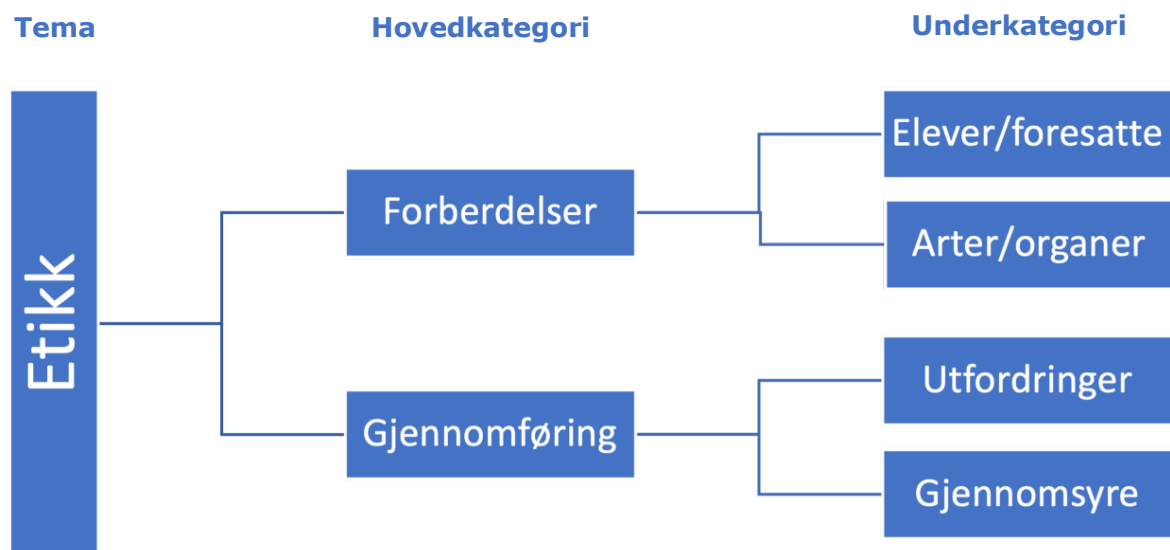 Tema
Hovedkategori
Underkategori
Etikk
Forberdelser
Elever/foresatte
Arter/organer
Gjennomføring
Utfordringer
Gjennomsyre